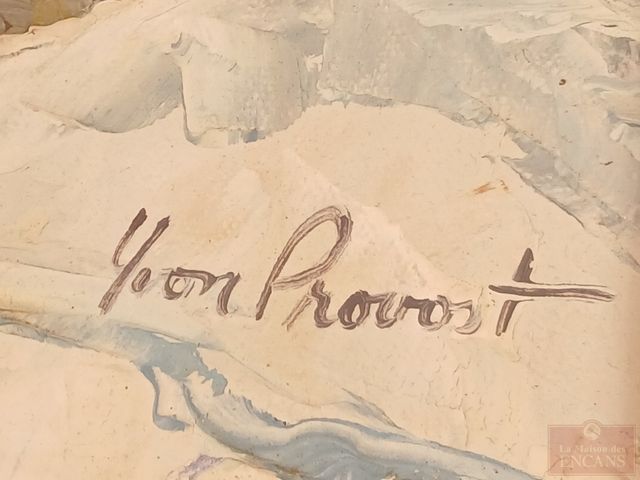 Yvon Provost
La Maison des
ENCANS